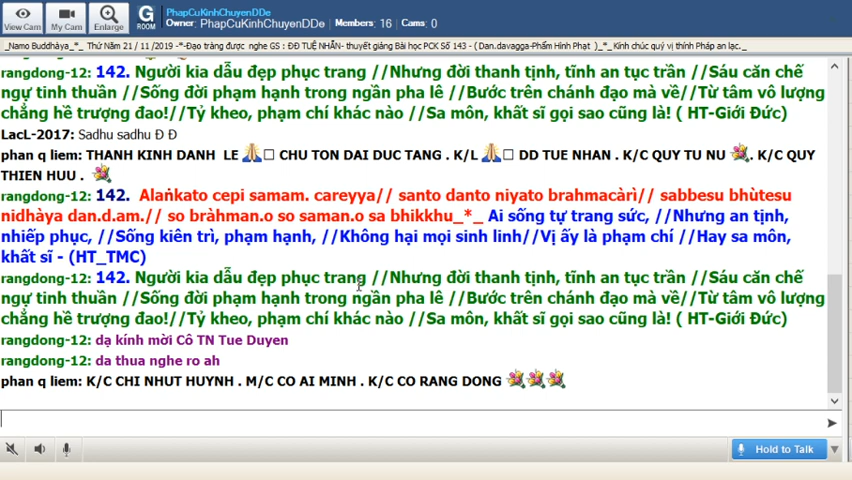 View Cam
My Cam
Enlarge
G
ROOM
PhapCuKinhChuyenDDe
Owner: PhapCuKinhChuyenDDe Members: 16 Cams: 0
_Namo Buddhàya_*_ Thứ Năm 21 / 11 /2019 -*-Đạo tràng được nghe GS : ĐĐ TUỆ NHẪN- thuyết giảng Bài học PCK Số 143 - ( Dan.davagga-Phẩm Hình Phạt )_*_Kính chúc quý vị thính Pháp an lạc._
rangdong-12: 142. Người kia dẫu đẹp phục trang //Nhưng đời thanh tịnh, tĩnh an tục trần //Sáu căn chế
ngự tinh thuần //Sống đời phạm hạnh trong ngần pha lê //Bước trên chánh đạo mà về//Từ tâm vô lượng
chẳng hề trượng đao!//Tỷ kheo, phạm chí khác nào //Sa môn, khất sĩ gọi sao cũng là! ( HT-Giới Đức)
LacL-2017: Sadhu sadhu Đ Đ
phan q liem: THANH KINH DANH LE CHU TON DAI DUC TANG . K/L DD TUE NHAN . K/C QUY TU NU . K/C QUY
THIEN HUU .
rangdong-12: 142. Alaṅkato cepi samam. careyya// santo danto niyato brahmacàrì// sabbesu bhùtesu
nidhàya dan.d.am.// so bràhman.o so saman.o sa bhikkhu_*_ Ai sống tự trang sức, //Nhưng an tịnh,
nhiếp phục, //Sống kiên trì, phạm hạnh, //Không hại mọi sinh linh//Vị ấy là phạm chí //Hay sa môn,
khất sĩ - (HT_TMC)
rangdong-12: 142. Người kia dẫu đẹp phục trang //Nhưng đời thanh tịnh, tĩnh an tục trần //Sáu căn chế
ngự tinh thuần //Sống đời phạm hạnh trong ngần pha lê //Bước trên chánh đạo mà về//Từ tâm vô lượng
chẳng hề trượng đao!//Tỷ kheo, phạm chí khác nào //Sa môn, khất sĩ gọi sao cũng là! ( HT-Giới Đức)
rangdong-12: dạ kính mời Cô TN Tue Duyen
rangdong-12: da thua nghe ro ah
phan q liem: K/C CHI NHUT HUYNH . M/C CO AI MINH . K/C CO RANG DONG
Hold to Talk